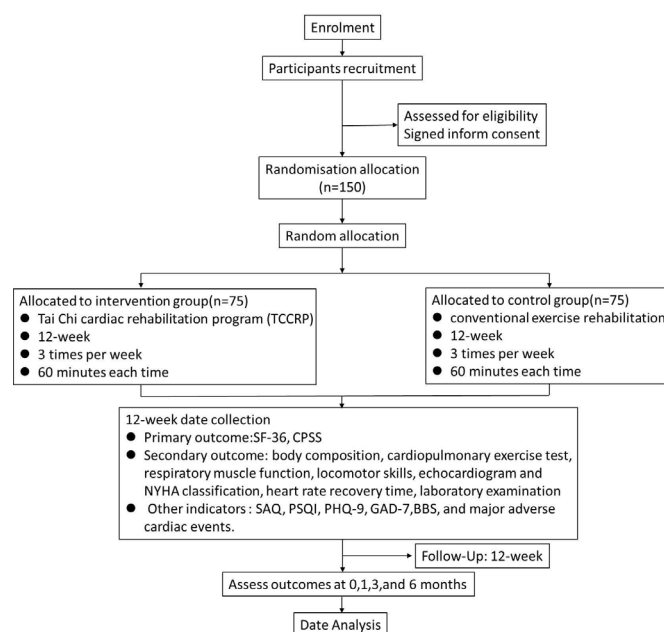 Enrolment
Participants recruitment
Assessed for eligibility
Signed inform consent
Randomisation allocation
(n=150)
Random allocation
Allocated to intervention group(n=75)
● Tai Chi cardiac rehabilitation program (TCCRP)
● 12-week
● 3 times per week
● 60 minutes each time
Allocated to control group(n=75)
● conventional exercise rehabilitation
● 12-week
● 3 times per week
● 60 minutes each time
12-week date collection
● Primary outcome:SF-36, CPSS
● Secondary outcome: body composition, cardiopulmonary exercise test,
respiratory muscle function, locomotor skills, echocardiogram and
NYHA classification, heart rate recovery time, laboratory examination
● Other indicators : SAQ, PSQI, PHQ-9, GAD-7,BBS, and major adverse
cardiac events.
Follow-Up: 12-week
Assess outcomes at 0,1,3,and 6 months
Date Analysis